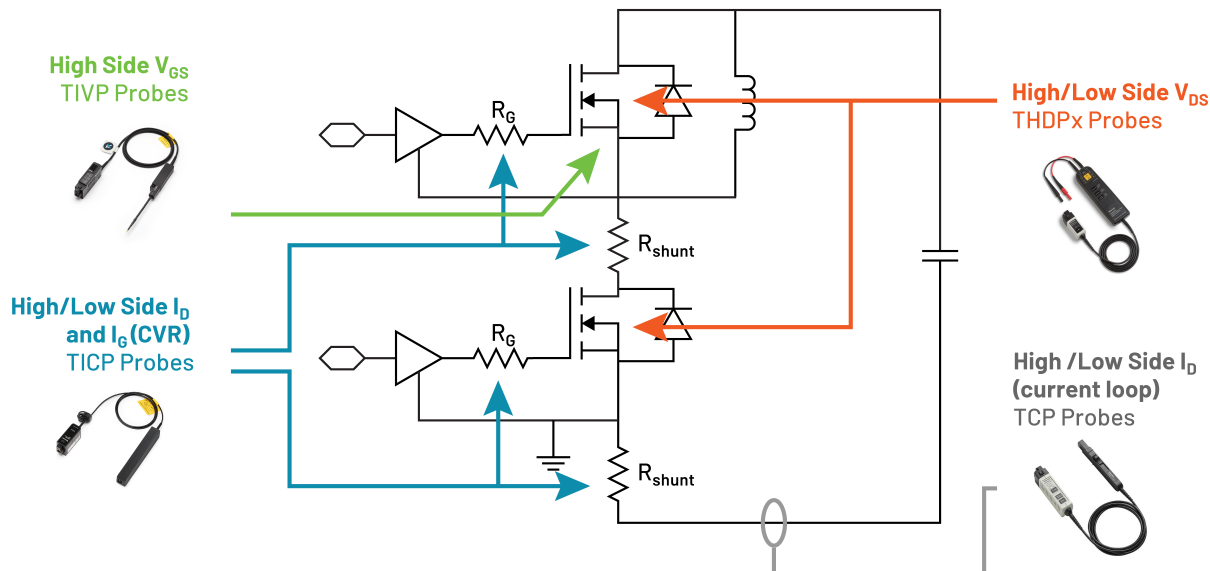 High Side VGS
TIVP Probes
High/Low Side ID
and IG (CVR)
TICP Probes
RG
Rshunt
RG
Rshunt
High/Low Side VDS
THDPx Probes
High /Low Side ID
(current loop)
TCP Probes